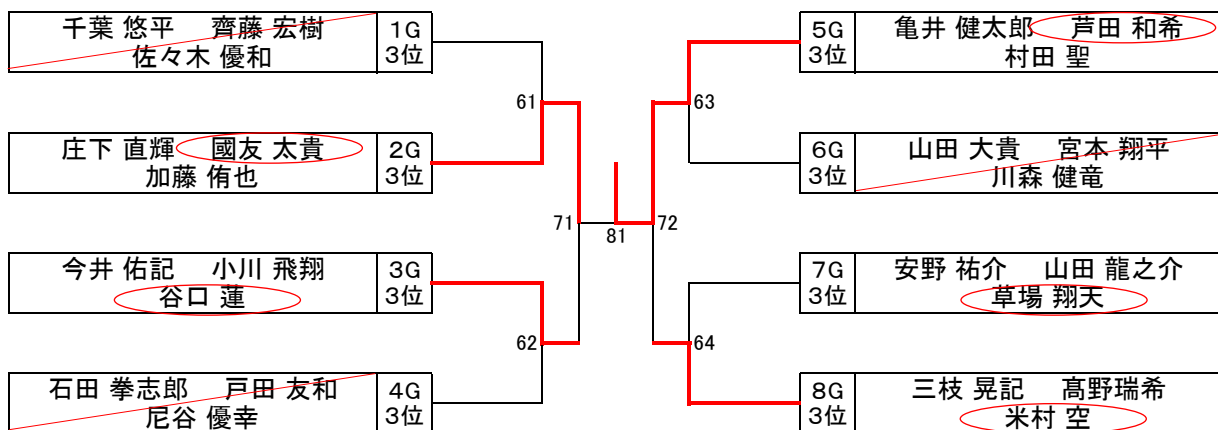 千葉 悠平 齊藤 宏樹 1G
佐々木 優和 3位
61
庄下 直輝 國友 太貴 2G
加藤 侑也 3位
71
今井 佑記 小川 飛翔 3G
谷口 蓮 3位
62
石田 拳志郎 戸田 友和 4G
尼谷 優幸 3位
81
5G 亀井 健太郎 芦田 和希
3位 村田 聖
63
6G 山田 大貴 宮本 翔平
3位 川森 健竜
72
7G 安野 祐介 山田 龍之介
3位 草場 翔天
64
8G 三枝 晃記 髙野瑞希
3位 米村 空